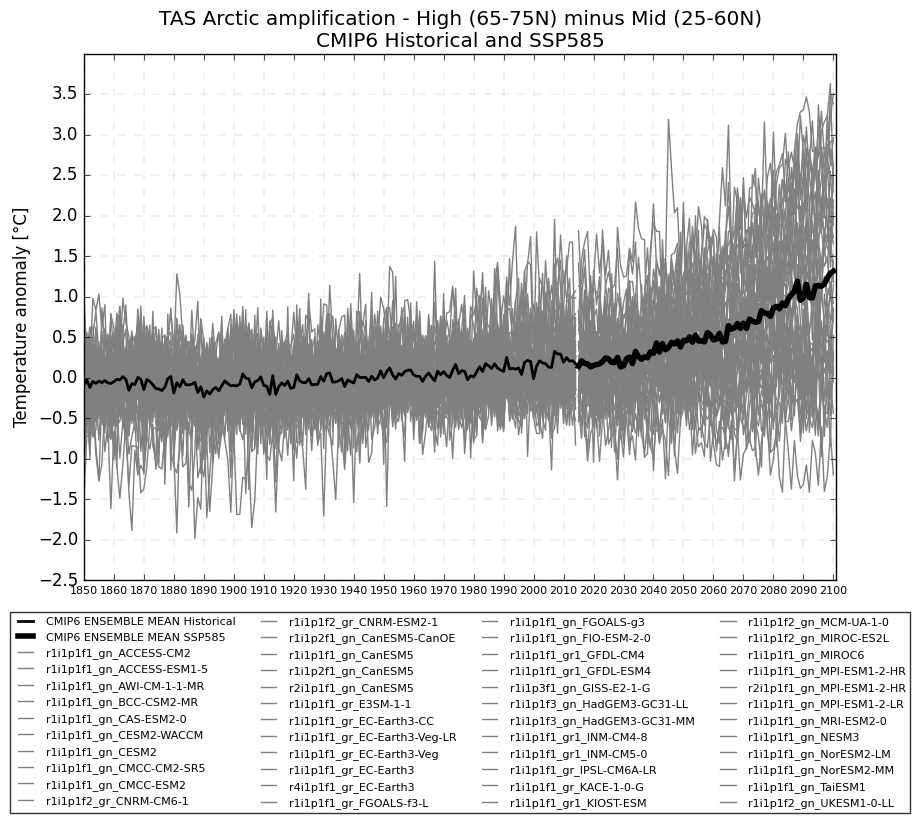 TAS Arctic amplification - High (65-75N) minus Mid (25-60N)
CMIP6 Historical and SSP585
Temperature anomaly [°C]
3.5
3.0
2.5
2.0
1.5
1.0
0.5
0.0
−0.5
−1.0
−1.5
−2.0
−2.5
1850 1860 1870 1880 1890 1900 1910 1920 1930 1940 1950 1960 1970 1980 1990 2000 2010 2020 2030 2040 2050 2060 2070 2080 2090 2100
CMIP6 ENSEMBLE MEAN Historical
CMIP6 ENSEMBLE MEAN SSP585
r1i1p1f1_gn_ACCESS-CM2
r1i1p1f1_gn_ACCESS-ESM1-5
r1i1p1f1_gn_AWI-CM-1-1-MR
r1i1p1f1_gn_BCC-CSM2-MR
r1i1p1f1_gn_CAS-ESM2-0
r1i1p1f1_gn_CESM2-WACCM
r1i1p1f1_gn_CESM2
r1i1p1f1_gn_CMCC-CM2-SR5
r1i1p1f1_gn_CMCC-ESM2
r1i1p1f2_gr_CNRM-CM6-1
r1i1p1f2_gr_CNRM-ESM2-1
r1i1p2f1_gn_CanESM5-CanOE
r1i1p1f1_gn_CanESM5
r1i1p2f1_gn_CanESM5
r2i1p1f1_gn_CanESM5
r1i1p1f1_gr_E3SM-1-1
r1i1p1f1_gr_EC-Earth3-CC
r1i1p1f1_gr_EC-Earth3-Veg-LR
r1i1p1f1_gr_EC-Earth3-Veg
r1i1p1f1_gr_EC-Earth3
r4i1p1f1_gr_EC-Earth3
r1i1p1f1_gr_FGOALS-f3-L
r1i1p1f1_gn_FGOALS-g3
r1i1p1f1_gn_FIO-ESM-2-0
r1i1p1f1_gr1_GFDL-CM4
r1i1p1f1_gr1_GFDL-ESM4
r1i1p3f1_gn_GISS-E2-1-G
r1i1p1f3_gn_HadGEM3-GC31-LL
r1i1p1f3_gn_HadGEM3-GC31-MM
r1i1p1f1_gr1_INM-CM4-8
r1i1p1f1_gr1_INM-CM5-0
r1i1p1f1_gr_IPSL-CM6A-LR
r1i1p1f1_gr_KACE-1-0-G
r1i1p1f1_gr1_KIOST-ESM
r1i1p1f2_gn_MCM-UA-1-0
r1i1p1f2_gn_MIROC-ES2L
r1i1p1f1_gn_MIROC6
r1i1p1f1_gn_MPI-ESM1-2-HR
r2i1p1f1_gn_MPI-ESM1-2-HR
r1i1p1f1_gn_MPI-ESM1-2-LR
r1i1p1f1_gn_MRI-ESM2-0
r1i1p1f1_gn_NESM3
r1i1p1f1_gn_NorESM2-LM
r1i1p1f1_gn_NorESM2-MM
r1i1p1f1_gn_TaiESM1
r1i1p1f2_gn_UKESM1-0-LL